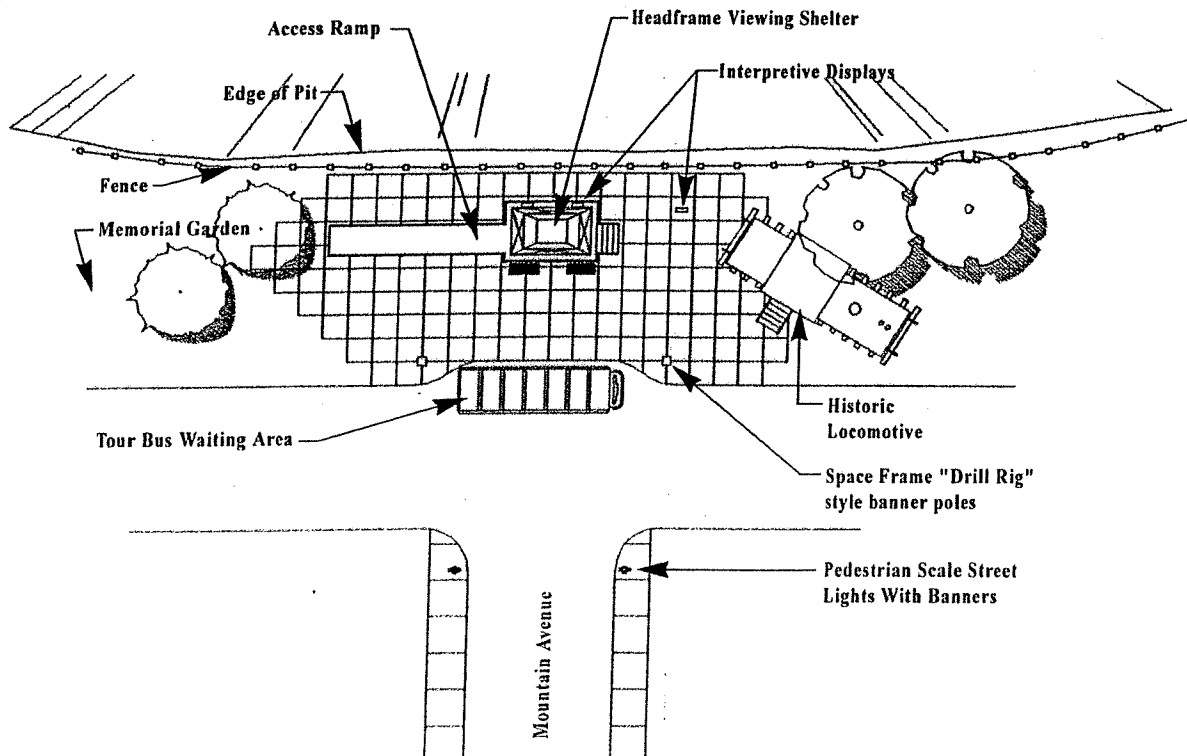 Headframe Viewing Shelter
Access Ramp
Interpretive Displays
Edge of Pit
Fence
Memorial Garden
Historic
Locomotive
Tour Bus Waiting Area
Space Frame "Drill Rig"
style banner poles
Pedestrian Scale Street
Lights With Banners
Mountain Avenue